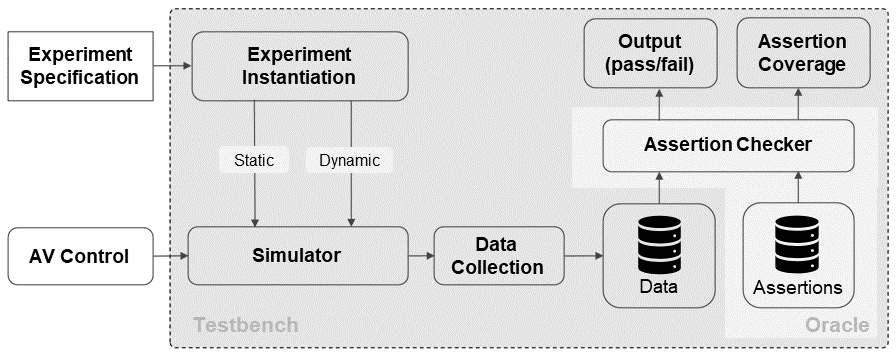 Experiment
Specification
Experiment
Instantiation
Output
(pass/fail)
Assertion
Coverage
Static
Dynamic
Assertion Checker
AV Control
Simulator
Data
Collection
Data
Assertions
Testbench
Oracle